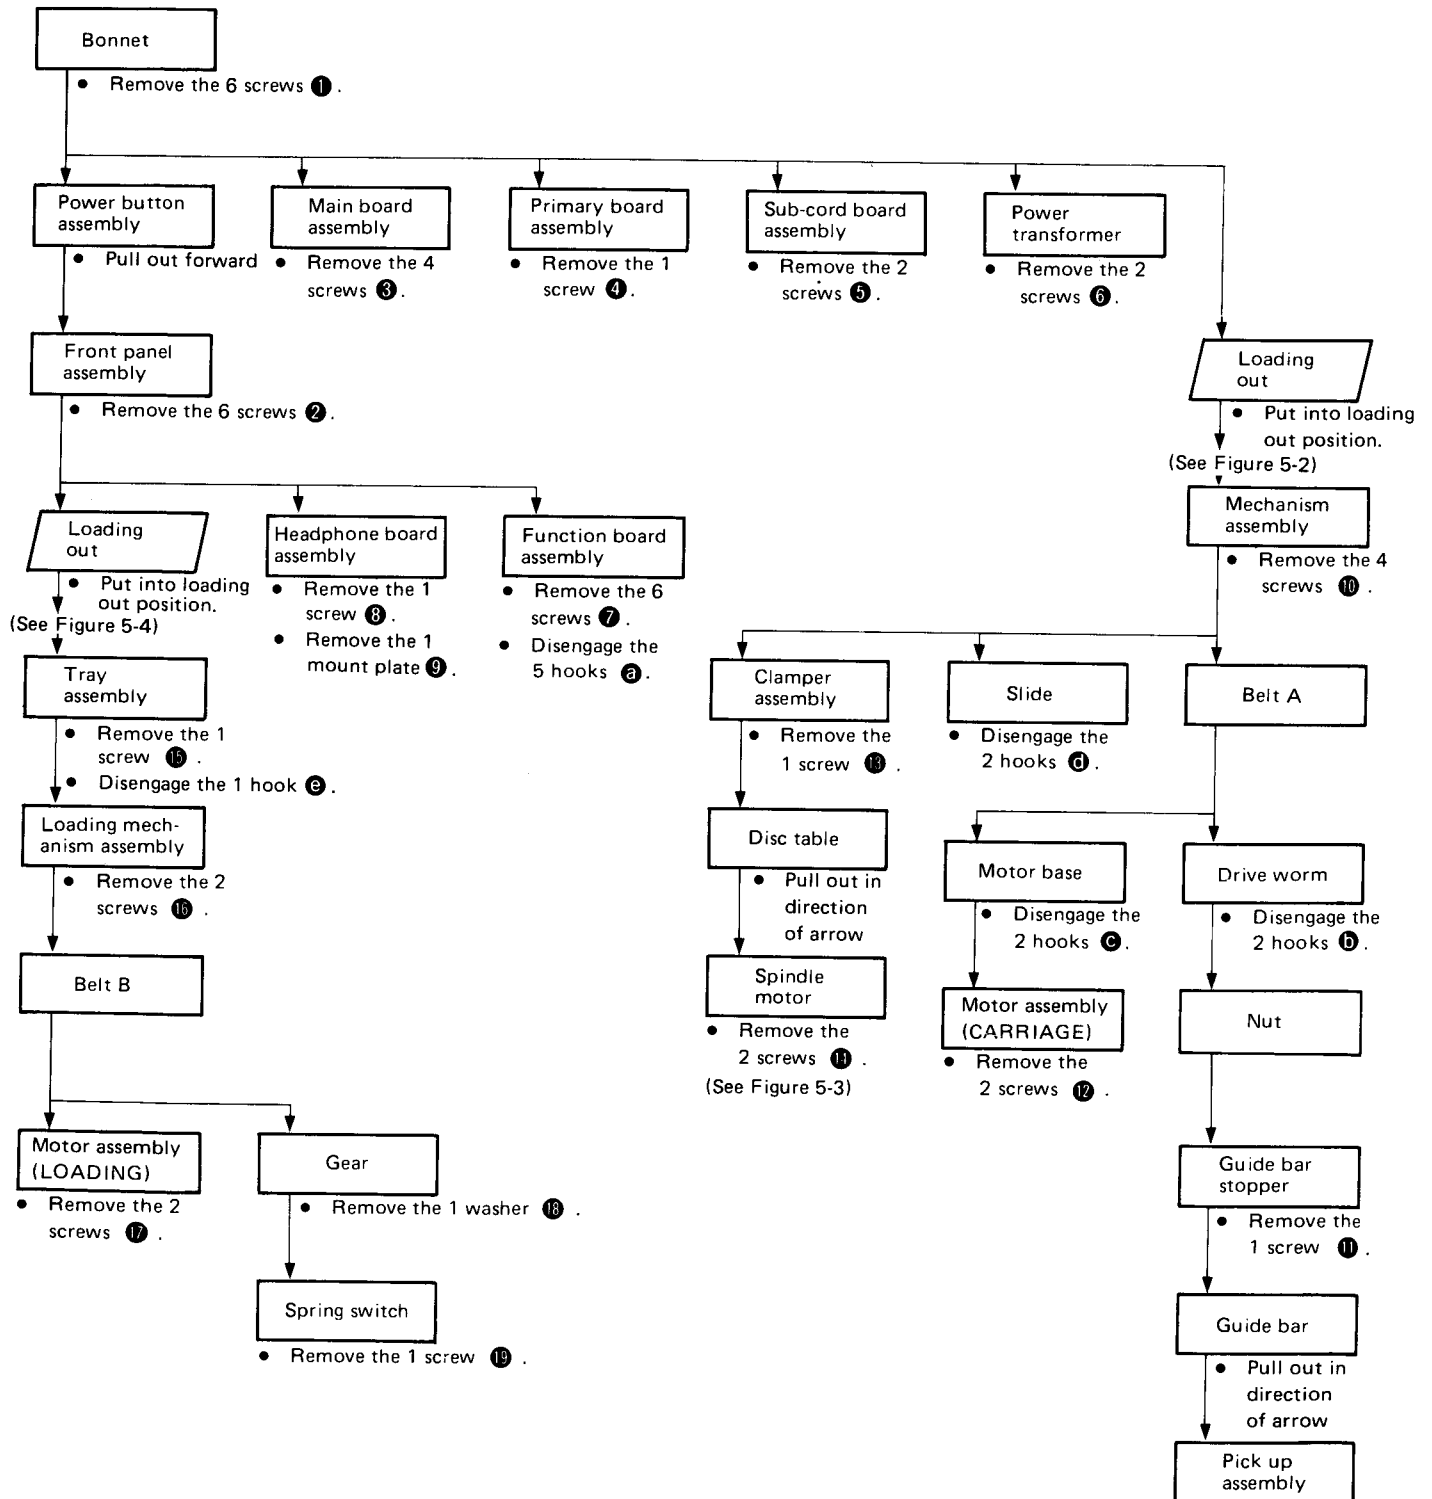 Bonnet
• Remove the 6 screws ❶ .
Power button
assembly
• Pull out forward
Main board
assembly
• Remove the 4
screws ❸ .
Primary board
assembly
• Remove the 1
screw ❹ .
Sub-cord board
assembly
• Remove the 2
screws ❺ .
Power
transformer
• Remove the 2
screws ❻ .
Front panel
assembly
• Remove the 6 screws ❷ .
Loading
out
• Put into loading
out position.
(See Figure 5-2)
Mechanism
assembly
• Remove the 4
screws ❿ .
Loading
out
• Put into loading
out position.
(See Figure 5-4)
Headphone board
assembly
• Remove the 1
screw ❽ .
• Remove the 1
mount plate ❾ .
Function board
assembly
• Remove the 6
screws ❼ .
• Disengage the
5 hooks ⓐ .
Tray
assembly
• Remove the 1
screw ⓯ .
• Disengage the 1 hook ⓔ .
Clamper
assembly
• Remove the
1 screw ⓭ .
Slide
• Disengage the
2 hooks ⓓ .
Belt A
Loading mech-
anism assembly
• Remove the 2
screws ⓰ .
Disc table
• Pull out in
direction
of arrow
Motor base
• Disengage the
2 hooks ⓒ .
Drive worm
• Disengage the
2 hooks ⓑ .
Belt B
Spindle
motor
• Remove the
2 screws ⓮ .
(See Figure 5-3)
Motor assembly
(CARRIAGE)
• Remove the
2 screws ⓬ .
Nut
Motor assembly
(LOADING)
• Remove the 2
screws ⓱ .
Gear
• Remove the 1 washer ⓲ .
Guide bar
stopper
• Remove the
1 screw ⓫ .
Spring switch
• Remove the 1 screw ⓳ .
Guide bar
• Pull out in
direction
of arrow
Pick up
assembly